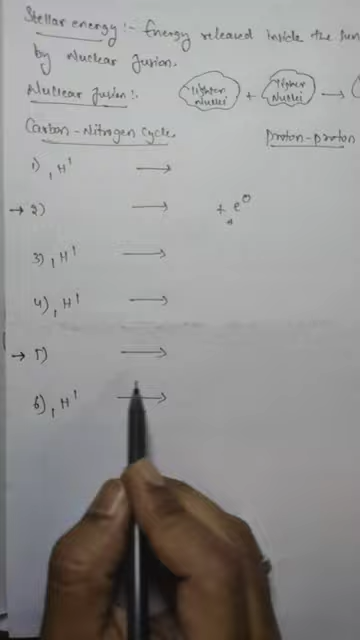 Stellar energy :- Energy released inside the Sun
by Nuclear fusion.
Nuclear fusion :- Lighter Nuclei + Lighter Nuclei →
Carbon-Nitrogen Cycle Proton-proton
1) ₁H¹ →
→ 2) → + e⁰
3) ₁H¹ →
4) ₁H¹ →
→ 5) →
6) ₁H¹ →